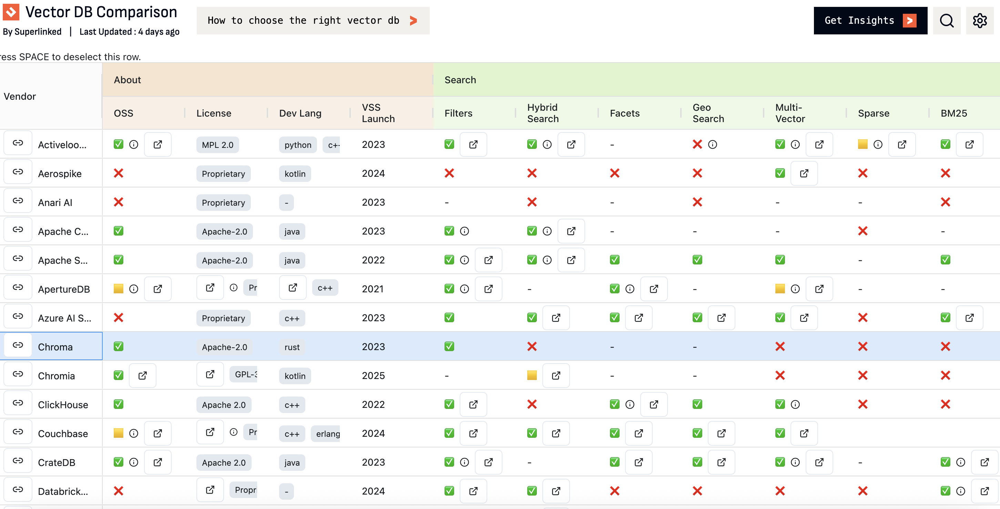 Vector DB Comparison
By Superlinked | Last Updated : 4 days ago
How to choose the right vector db >
Get Insights >
ress SPACE to deselect this row.
Vendor
About Search
OSS License Dev Lang VSS Launch Filters Hybrid Search Facets Geo Search Multi-Vector Sparse BM25
Activeloo... ✅ MPL 2.0 python c+- 2023 ✅ ✅ - ❌ ✅ 🟨 ✅
Aerospike ❌ Proprietary kotlin 2024 ❌ ❌ ❌ ❌ ✅ ❌ ❌
Anari AI ❌ Proprietary - 2023 - ❌ - ❌ - - ❌
Apache C... ✅ Apache-2.0 java 2023 ✅ ✅ - - - ❌ -
Apache S... ✅ Apache-2.0 java 2022 ✅ ✅ ✅ ✅ ✅ - ✅
ApertureDB 🟨 Pr c++ 2021 ✅ - ✅ - 🟨 - -
Azure AI S... ❌ Proprietary c++ 2023 ✅ ✅ ✅ ✅ ✅ ❌ ✅
Chroma ✅ Apache-2.0 rust 2023 ✅ ❌ - - ❌ ❌ ❌
Chromia ✅ GPL-3 kotlin 2025 - 🟨 - - ❌ ❌ ❌
ClickHouse ✅ Apache 2.0 c++ 2022 ✅ ❌ ✅ ✅ ✅ ❌ ❌
Couchbase 🟨 Pr c++ erlang 2024 ✅ ✅ ✅ ✅ ✅
CrateDB ✅ Apache 2.0 java 2023 ✅ - ✅ ✅ ✅ - ✅
Databrick... ❌ Propri - 2024 ✅ ✅ ❌ ❌ ❌ ❌ ✅